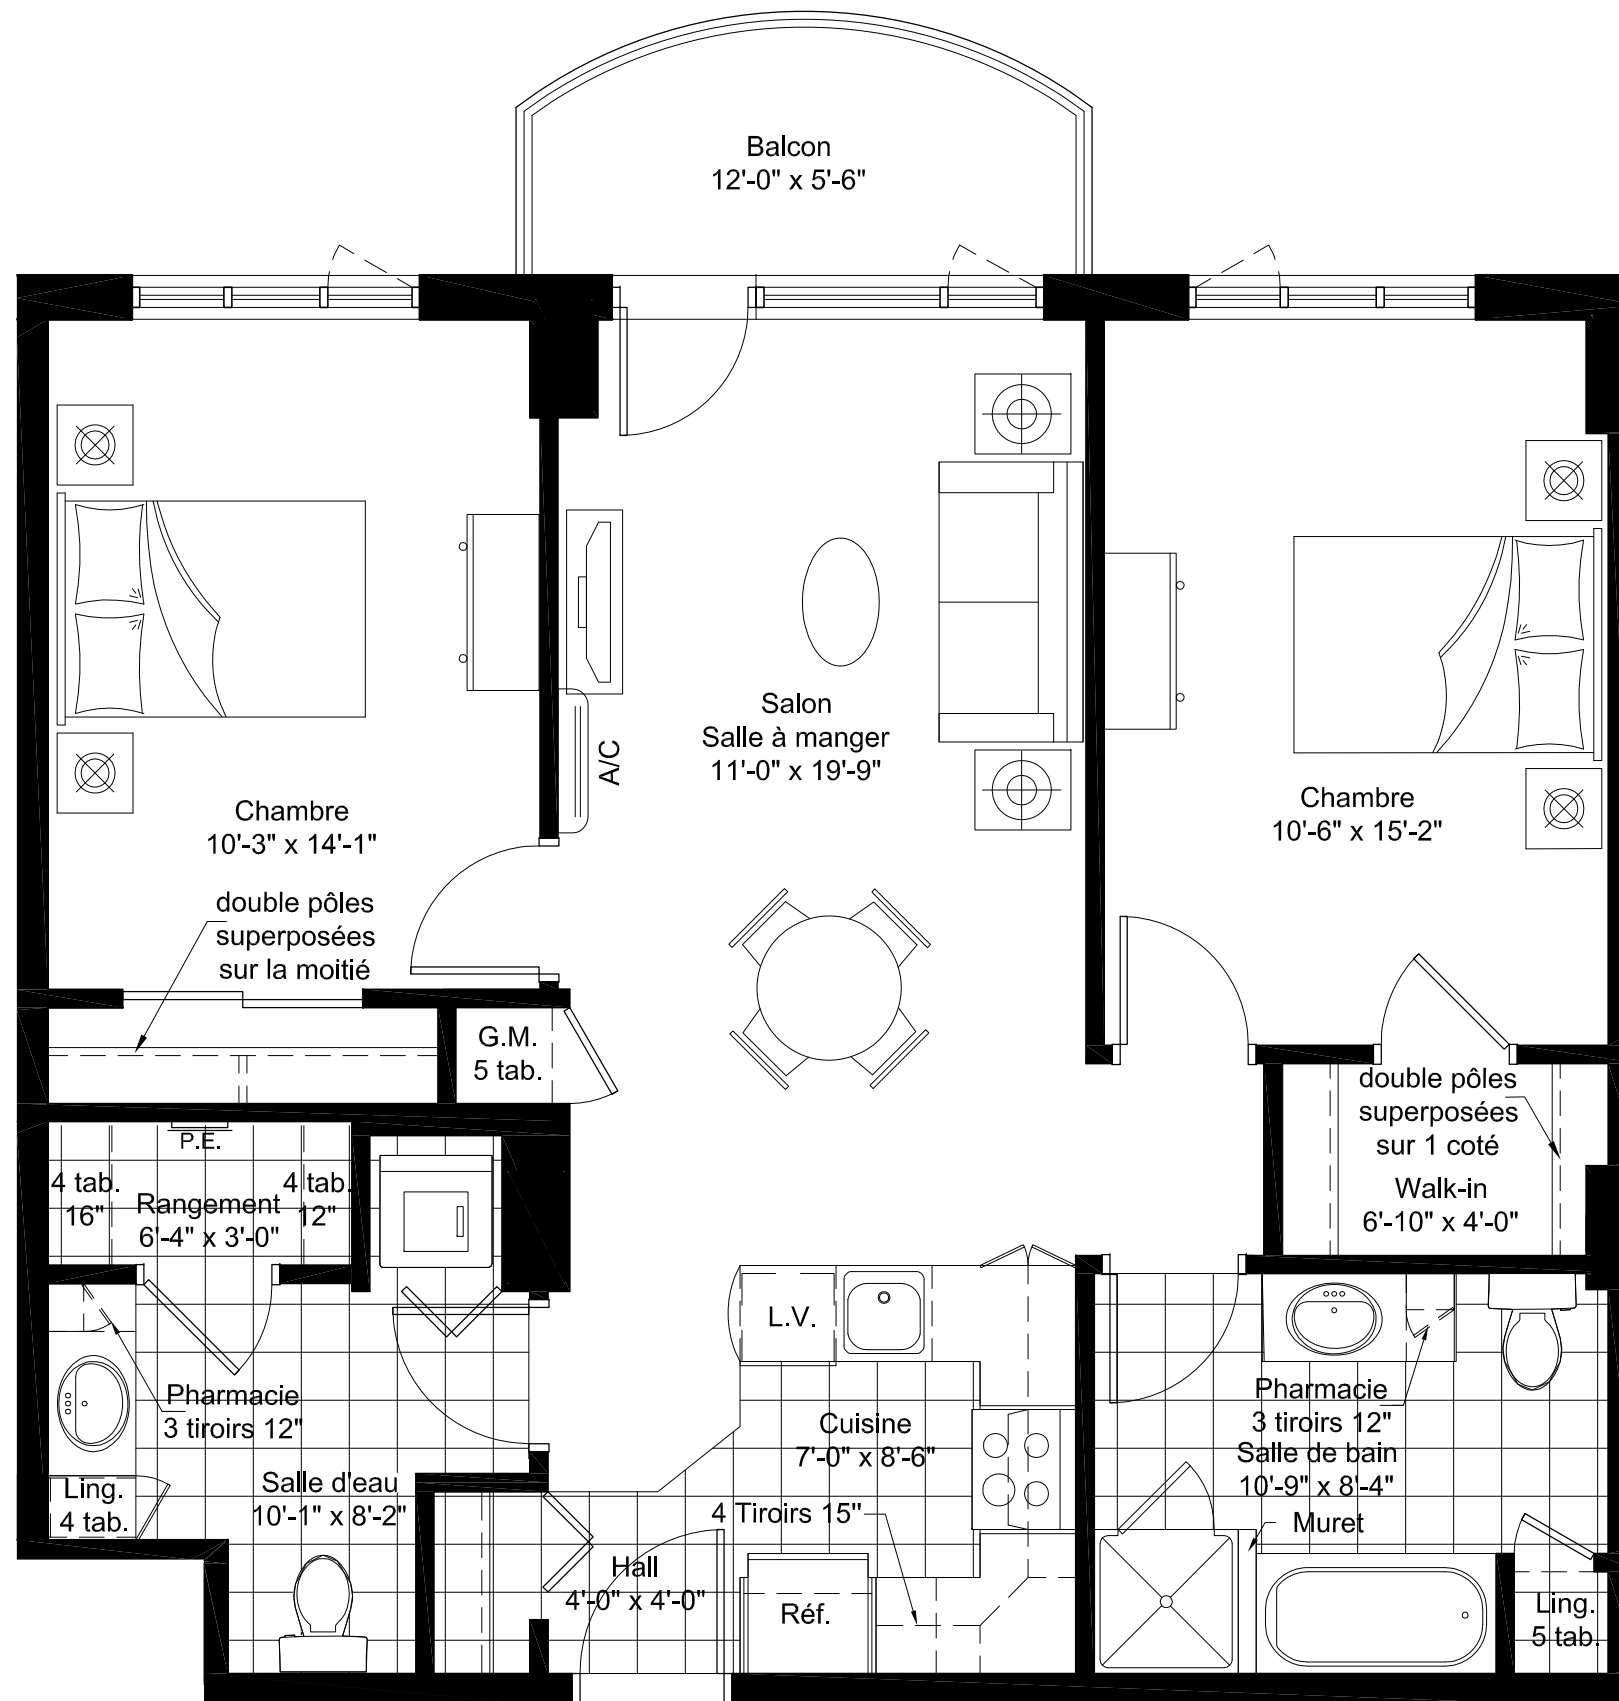 Balcon
12'-0" x 5'-6"
Salon
Salle à manger
11'-0" x 19'-9"
A/C
Chambre
10'-3" x 14'-1"
Chambre
10'-6" x 15'-2"
double pôles
superposées
sur la moitié
G.M.
5 tab.
double pôles
superposées
sur 1 coté
Walk-in
6'-10" x 4'-0"
P.E.
4 tab.
16"
Rangement
6'-4" x 3'-0"
4 tab.
12"
L.V.
Pharmacie
3 tiroirs 12"
Cuisine
7'-0" x 8'-6"
Pharmacie
3 tiroirs 12"
Salle de bain
10'-9" x 8'-4"
Ling.
4 tab.
Salle d'eau
10'-1" x 8'-2"
4 Tiroirs 15"
Muret
Hall
4'-0" x 4'-0"
Réf.
Ling.
5 tab.